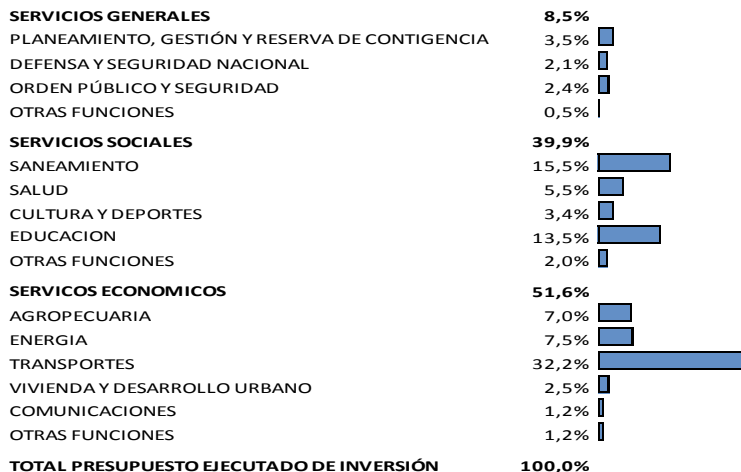 SERVICIOS GENERALES 8,5%
PLANEAMIENTO, GESTIÓN Y RESERVA DE CONTIGENCIA 3,5%
DEFENSA Y SEGURIDAD NACIONAL 2,1%
ORDEN PÚBLICO Y SEGURIDAD 2,4%
OTRAS FUNCIONES 0,5%
SERVICIOS SOCIALES 39,9%
SANEAMIENTO 15,5%
SALUD 5,5%
CULTURA Y DEPORTES 3,4%
EDUCACION 13,5%
OTRAS FUNCIONES 2,0%
SERVICOS ECONOMICOS 51,6%
AGROPECUARIA 7,0%
ENERGIA 7,5%
TRANSPORTES 32,2%
VIVIENDA Y DESARROLLO URBANO 2,5%
COMUNICACIONES 1,2%
OTRAS FUNCIONES 1,2%
TOTAL PRESUPUESTO EJECUTADO DE INVERSIÓN 100,0%